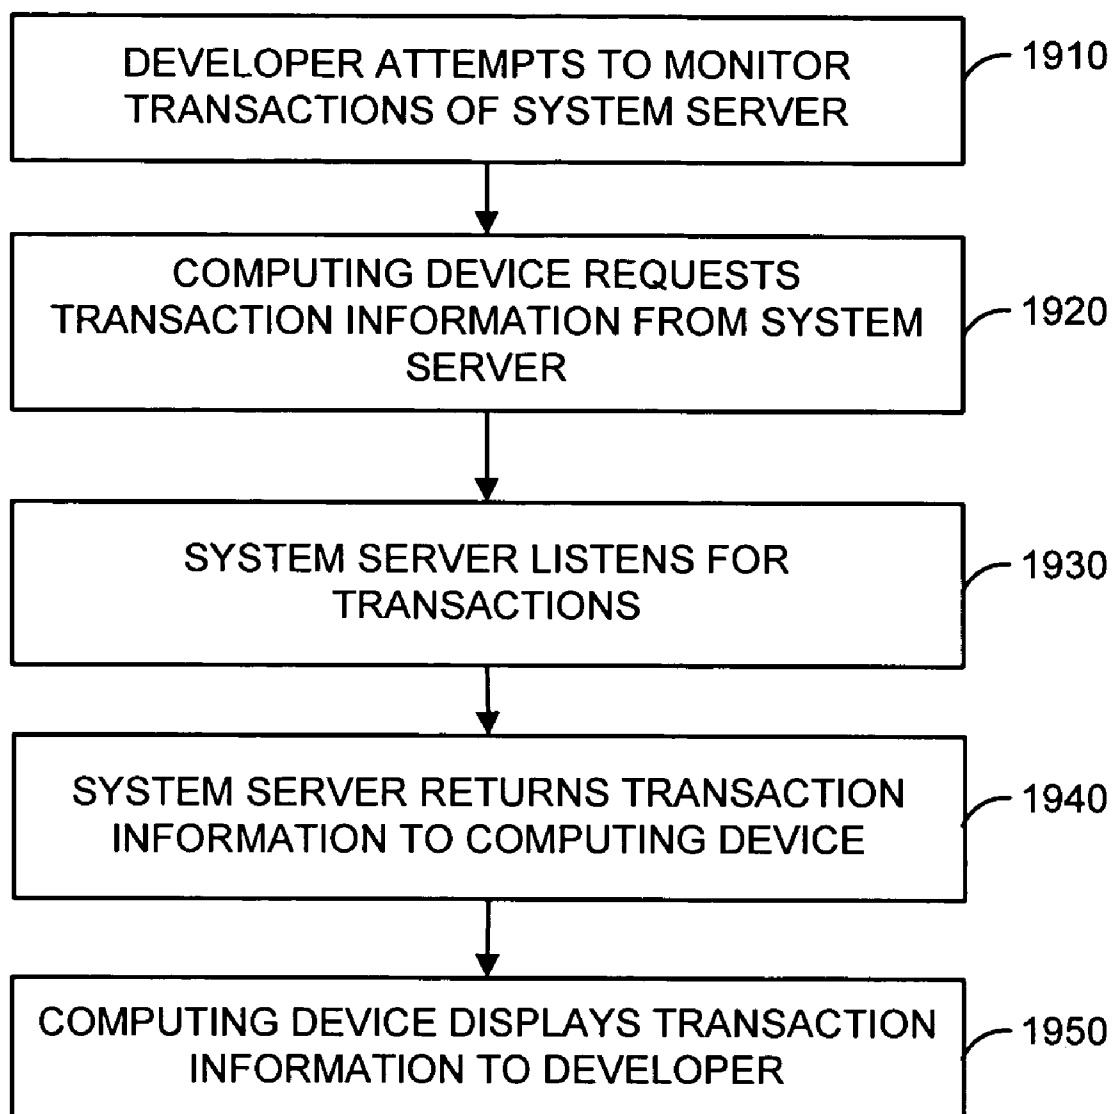 DEVELOPER ATTEMPTS TO MONITOR
TRANSACTIONS OF SYSTEM SERVER
1910
COMPUTING DEVICE REQUESTS
TRANSACTION INFORMATION FROM SYSTEM
SERVER
1920
SYSTEM SERVER LISTENS FOR
TRANSACTIONS
1930
SYSTEM SERVER RETURNS TRANSACTION
INFORMATION TO COMPUTING DEVICE
1940
COMPUTING DEVICE DISPLAYS TRANSACTION
INFORMATION TO DEVELOPER
1950